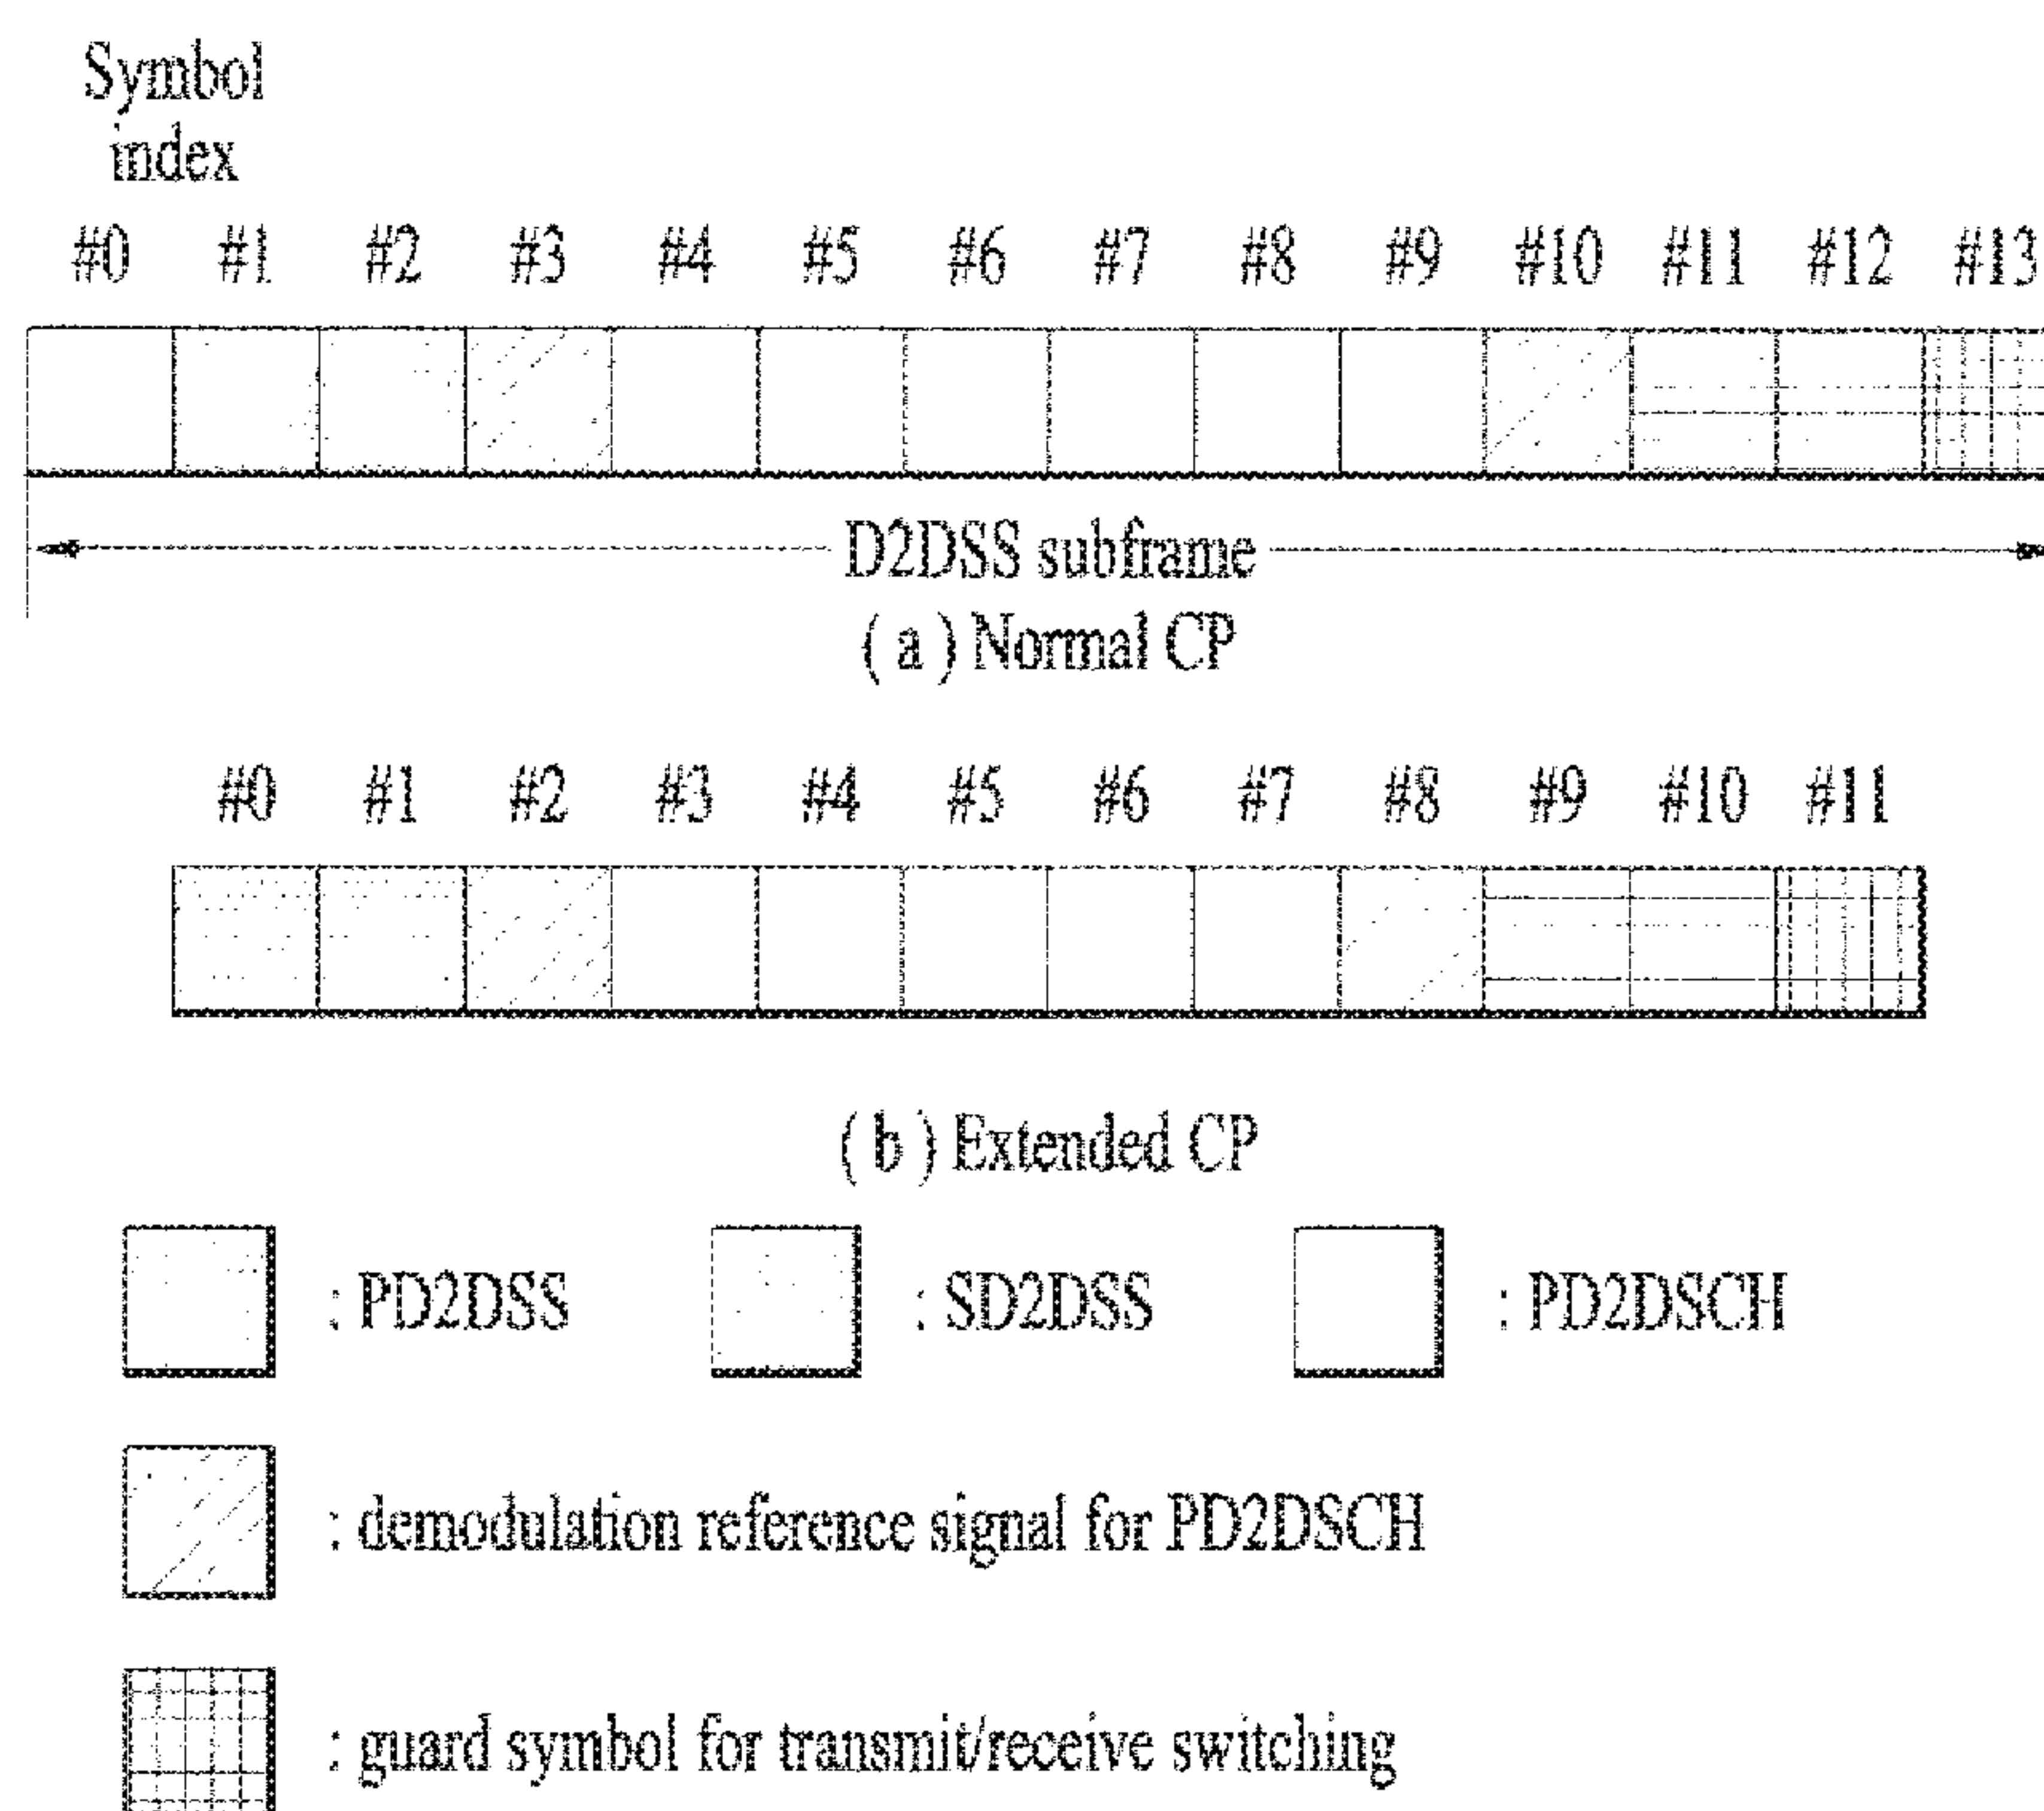 Symbol
index
#0 #1 #2 #3 #4 #5 #6 #7 #8 #9 #10 #11 #12 #13
D2DSS subframe
( a ) Normal CP
#0 #1 #2 #3 #4 #5 #6 #7 #8 #9 #10 #11
( b ) Extended CP
: PD2DSS : SD2DSS : PD2DSCH
: demodulation reference signal for PD2DSCH
: guard symbol for transmit/receive switching